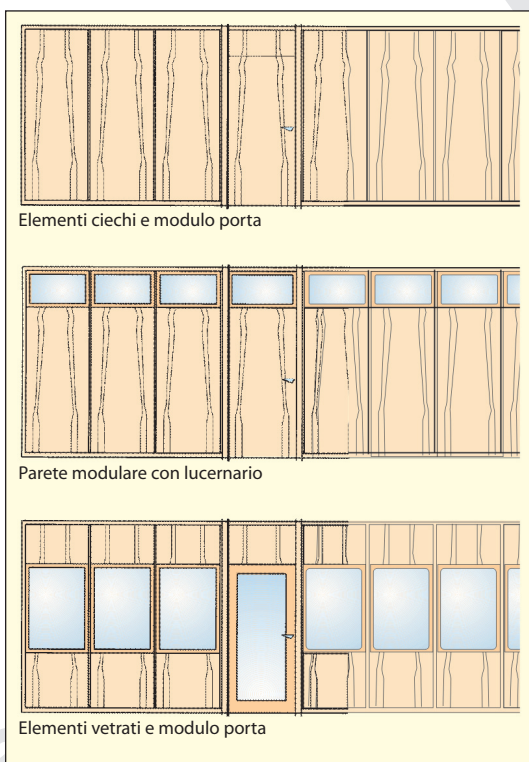 Elementi ciechi e modulo porta
Parete modulare con lucernario
Elementi vetrati e modulo porta